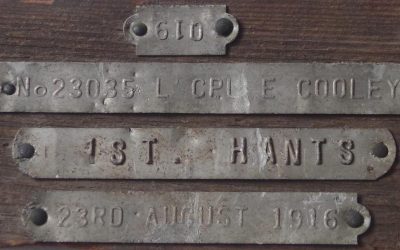 610
No 23035 L CPL E COOLEY
1ST. HANTS
23RD AUGUST 1916